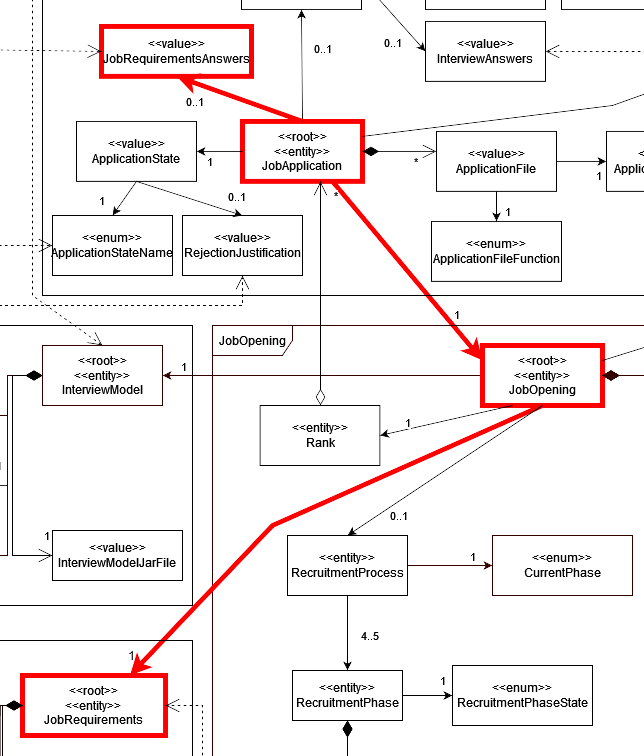 0..1
0..1
<<value>>
JobRequirementsAnswers
<<value>>
InterviewAnswers
0..1
<<value>>
ApplicationState
1
<<root>>
<<entity>>
JobApplication
*
<<value>>
ApplicationFile
1
1
0..1
*
1
<<enum>>
ApplicationStateName
<<value>>
RejectionJustification
<<enum>>
ApplicationFileFunction
1
JobOpening
<<root>>
<<entity>>
InterviewModel
1
<<root>>
<<entity>>
JobOpening
<<entity>>
Rank
1
0..1
1
<<value>>
InterviewModelJarFile
<<entity>>
RecruitmentProcess
1
<<enum>>
CurrentPhase
4..5
1
<<root>>
<<entity>>
JobRequirements
<<entity>>
RecruitmentPhase
1
<<enum>>
RecruitmentPhaseState